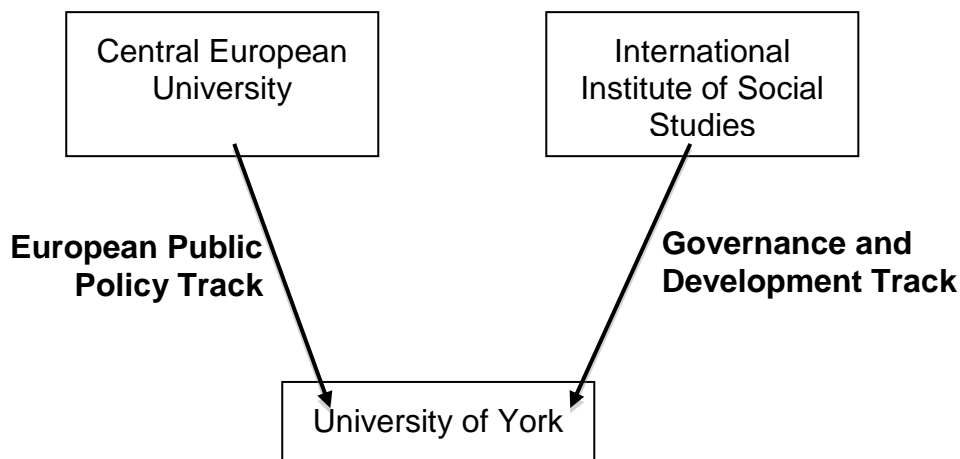 Central European
University
International
Institute of Social
Studies
European Public
Policy Track
Governance and
Development Track
University of York